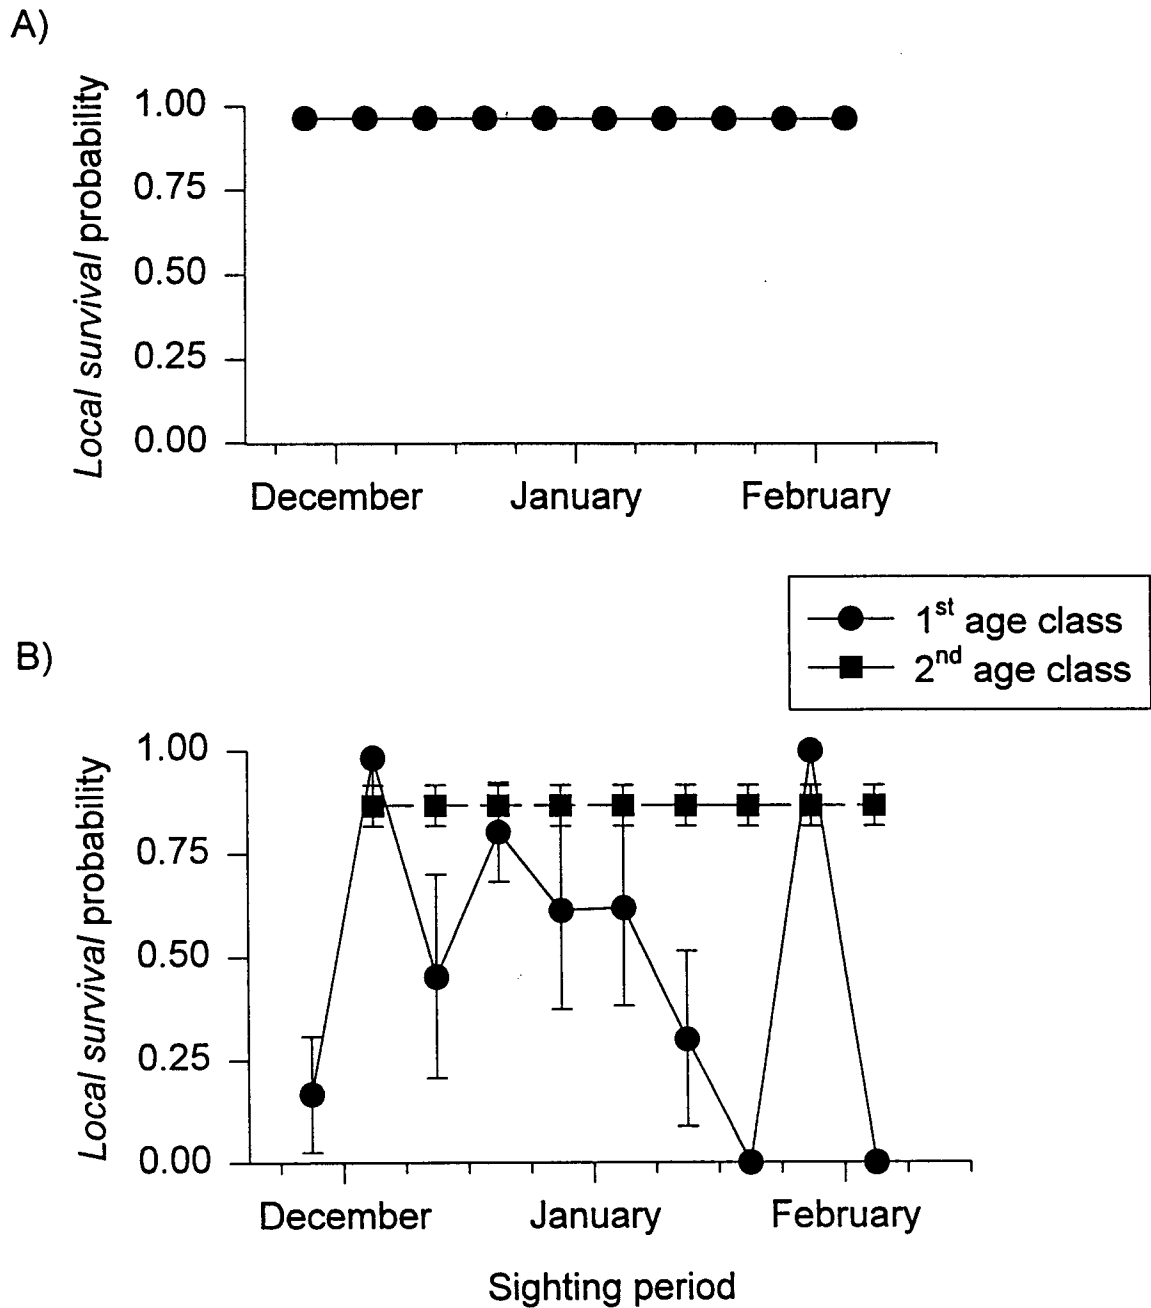 A)
Local survival probability
1.00
0.75
0.50
0.25
0.00
December January February
1st age class
2nd age class
B)
Local survival probability
1.00
0.75
0.50
0.25
0.00
December January February
Sighting period